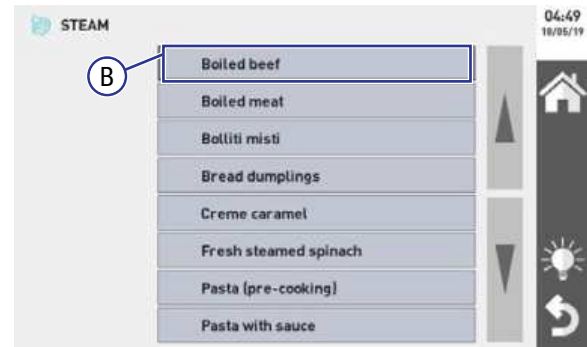 STEAM
04:49
18/05/19
B
Boiled beef
Boiled meat
Bolliti misti
Bread dumplings
Creme caramel
Fresh steamed spinach
Pasta (pre-cooking)
Pasta with sauce